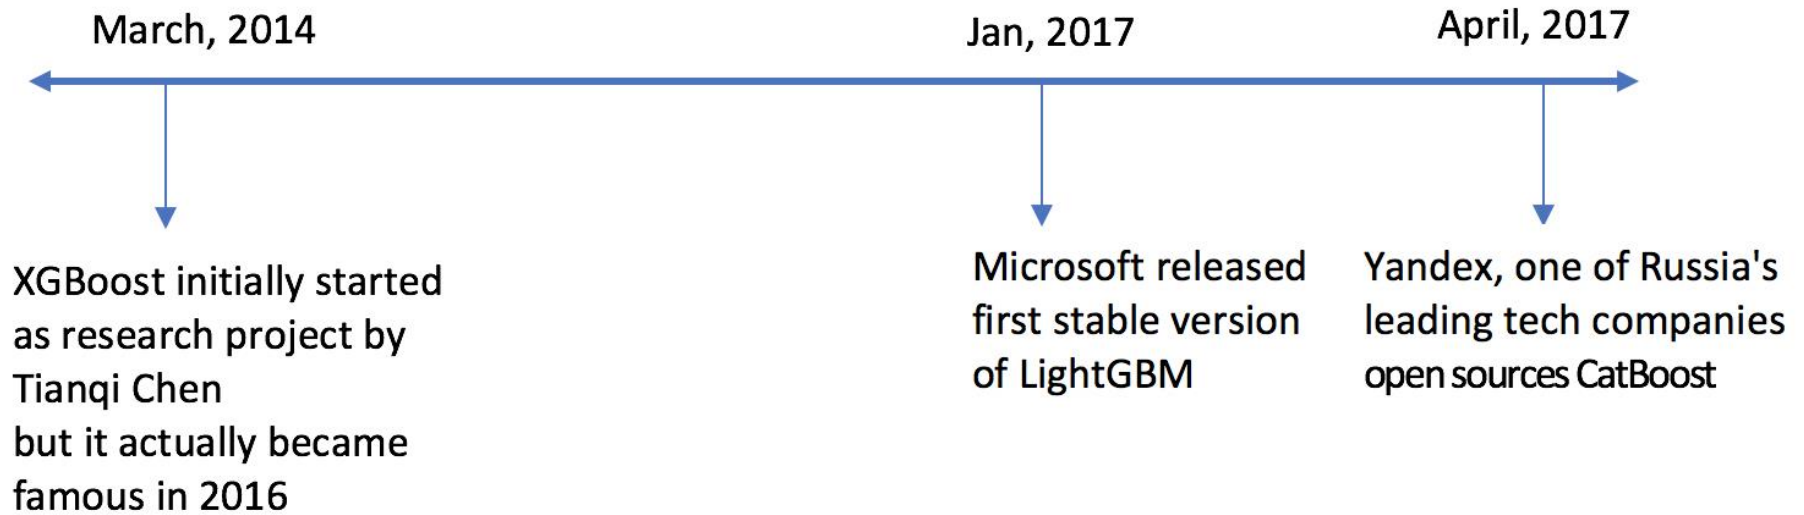 March, 2014
Jan, 2017
April, 2017
XGBoost initially started
as research project by
Tianqi Chen
but it actually became
famous in 2016
Microsoft released
first stable version
of LightGBM
Yandex, one of Russia's
leading tech companies
open sources CatBoost